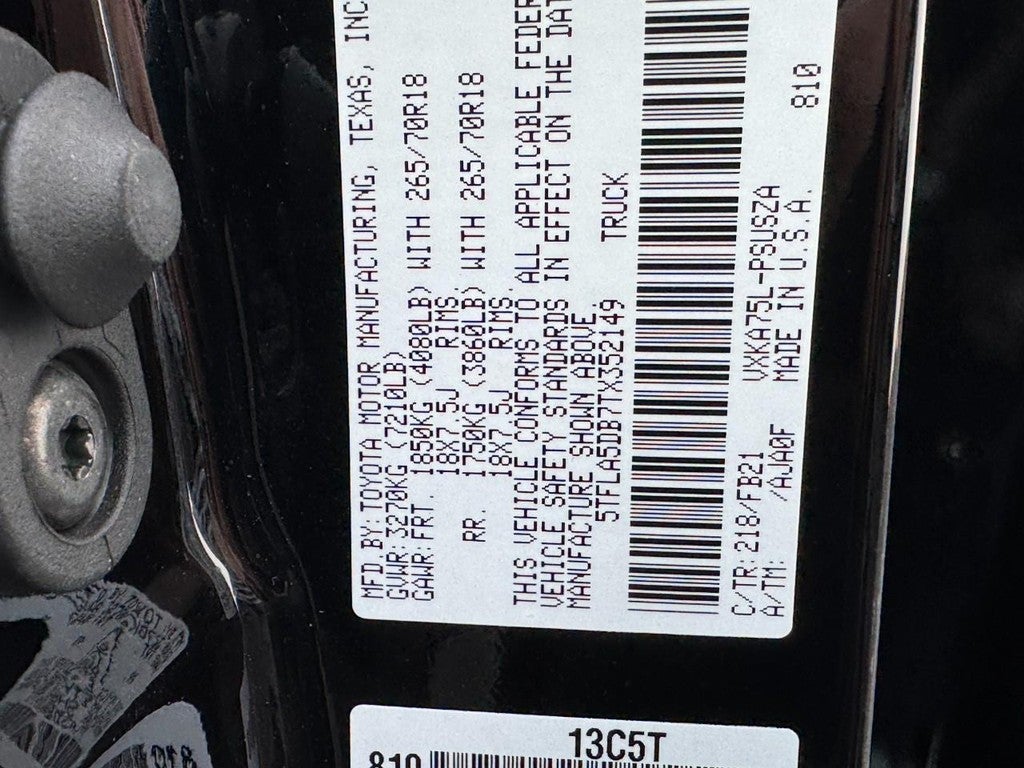 MFD.BY:TOYOTA MOTOR MANUFACTURING, TEXAS, INC
GVWR:3270KG (7210LB)
GAWR:FRT. 1850KG (4080LB) WITH 265/70R18
18X7.5J RIMS,
RR. 1750KG (3860LB) WITH 265/70R18
18X7.5J RIMS,
THIS VEHICLE CONFORMS TO ALL APPLICABLE FEDER
VEHICLE SAFETY STANDARDS IN EFFECT ON THE DAT
MANUFACTURE SHOWN ABOVE.
5TFLA5DB7TX352149 TRUCK
C/TR:218/FB21 VXKA75L-PSUSZA 810
A/TM: /AJA0F MADE IN U.S.A.
13C5T
810